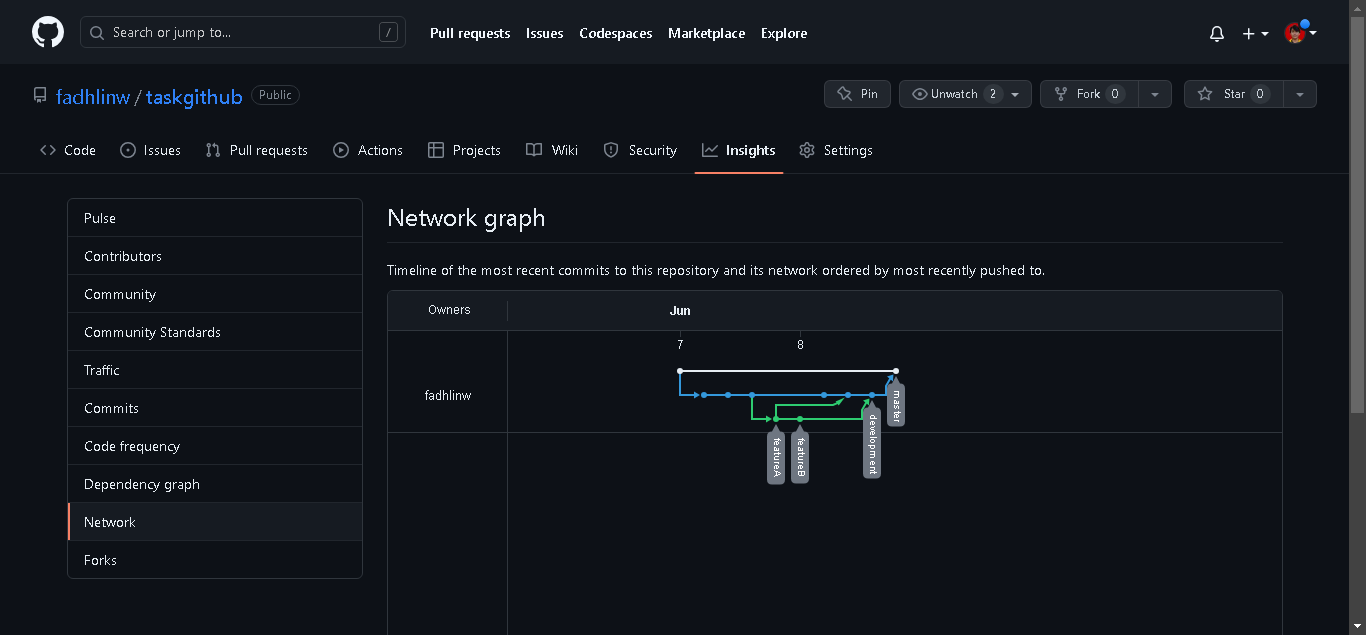 Search or jump to... /
Pull requests Issues Codespaces Marketplace Explore
fadhlinw / taskgithub Public
Pin Unwatch 2 Fork 0 Star 0
Code Issues Pull requests Actions Projects Wiki Security Insights Settings
Pulse
Contributors
Community
Community Standards
Traffic
Commits
Code frequency
Dependency graph
Network
Forks
Network graph
Timeline of the most recent commits to this repository and its network ordered by most recently pushed to.
Owners Jun
7 8
fadhlinw
master
development
featureA
featureB